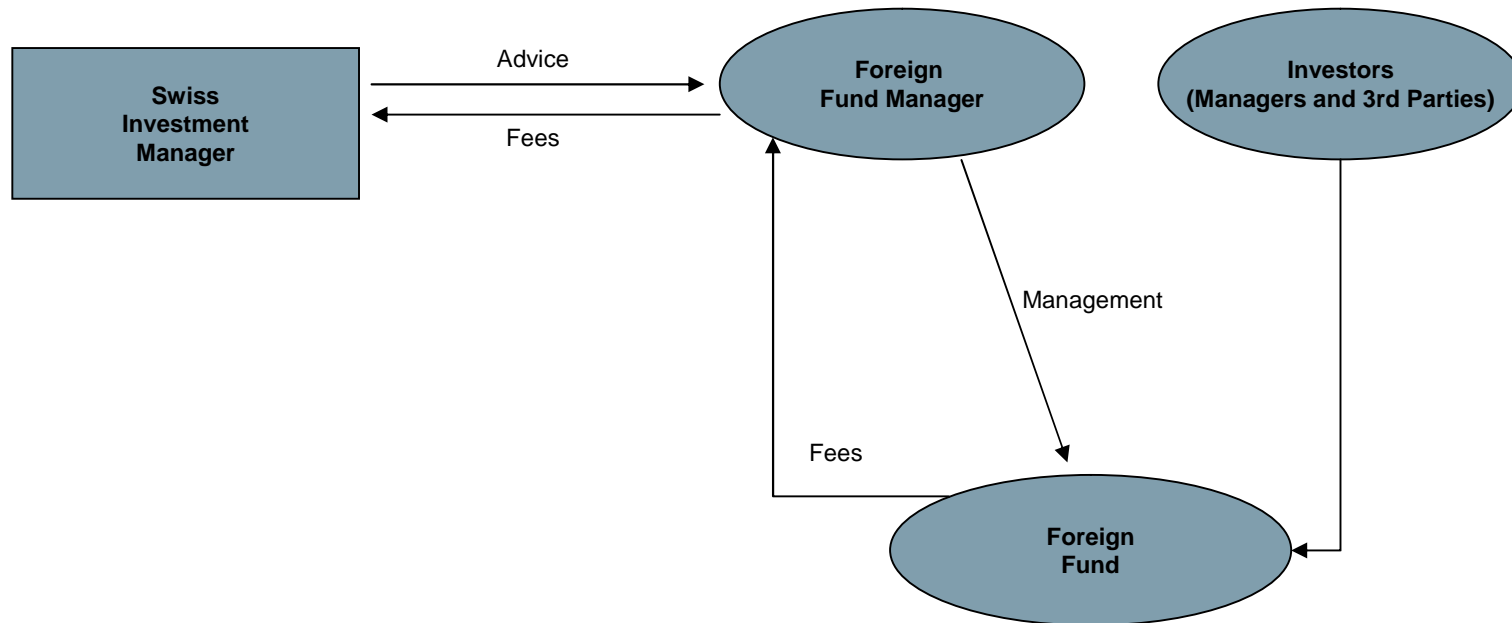 Swiss
Investment
Manager
Advice
Fees
Foreign
Fund Manager
Investors
(Managers and 3rd Parties)
Management
Fees
Foreign
Fund